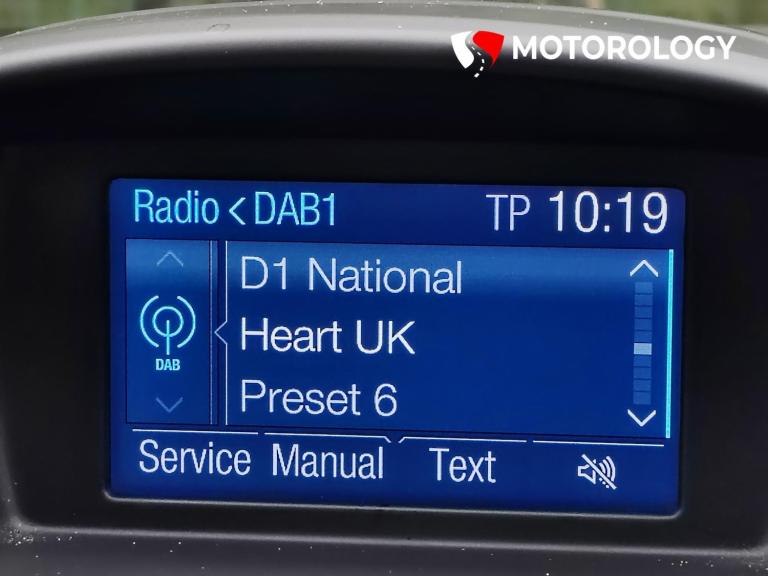 MOTOROLOGY
Radio < DAB1 TP 10:19
D1 National
Heart UK
DAB
Preset 6
Service Manual Text